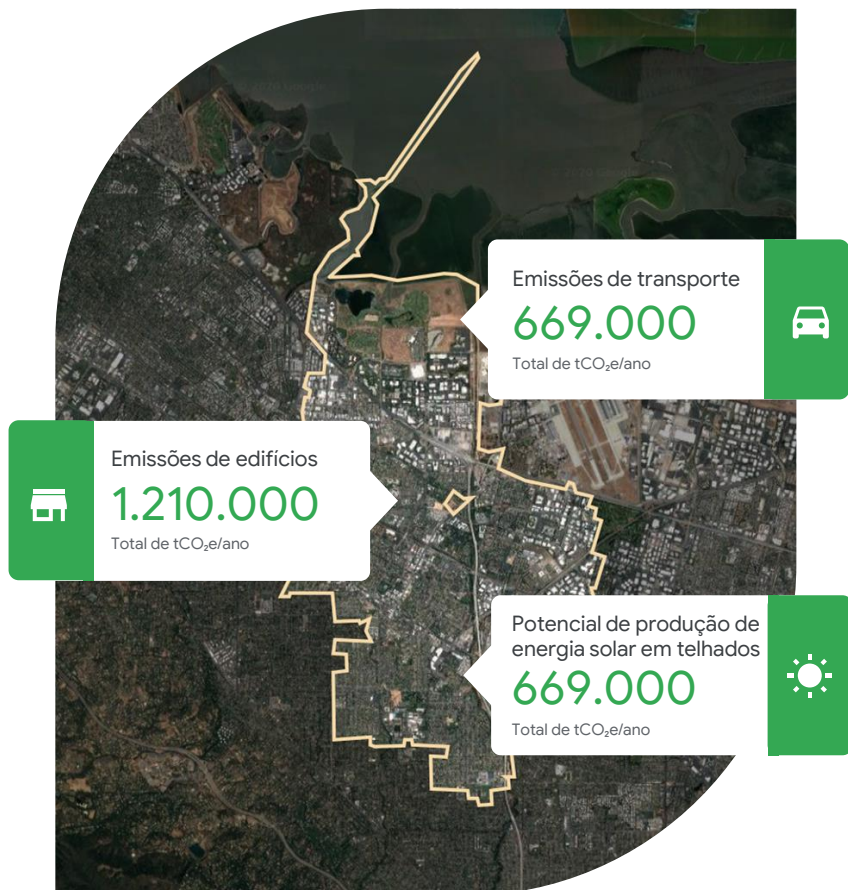 Emissões de transporte
669.000
Total de tCO₂e/ano
Emissões de edifícios
1.210.000
Total de tCO₂e/ano
Potencial de produção de
energia solar em telhados
669.000
Total de tCO₂e/ano